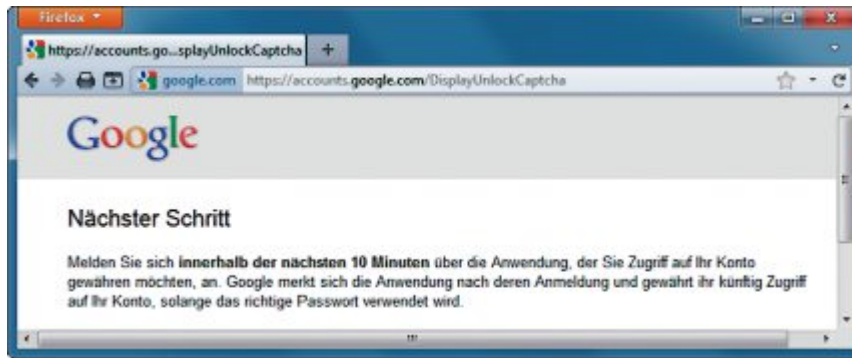 Firefox
https://accounts.go...splayUnlockCaptcha
google.com https://accounts.google.com/DisplayUnlockCaptcha
Google
Nächster Schritt
Melden Sie sich innerhalb der nächsten 10 Minuten über die Anwendung, der Sie Zugriff auf Ihr Konto
gewähren möchten, an. Google merkt sich die Anwendung nach deren Anmeldung und gewährt ihr künftig Zugriff
auf Ihr Konto, solange das richtige Passwort verwendet wird.